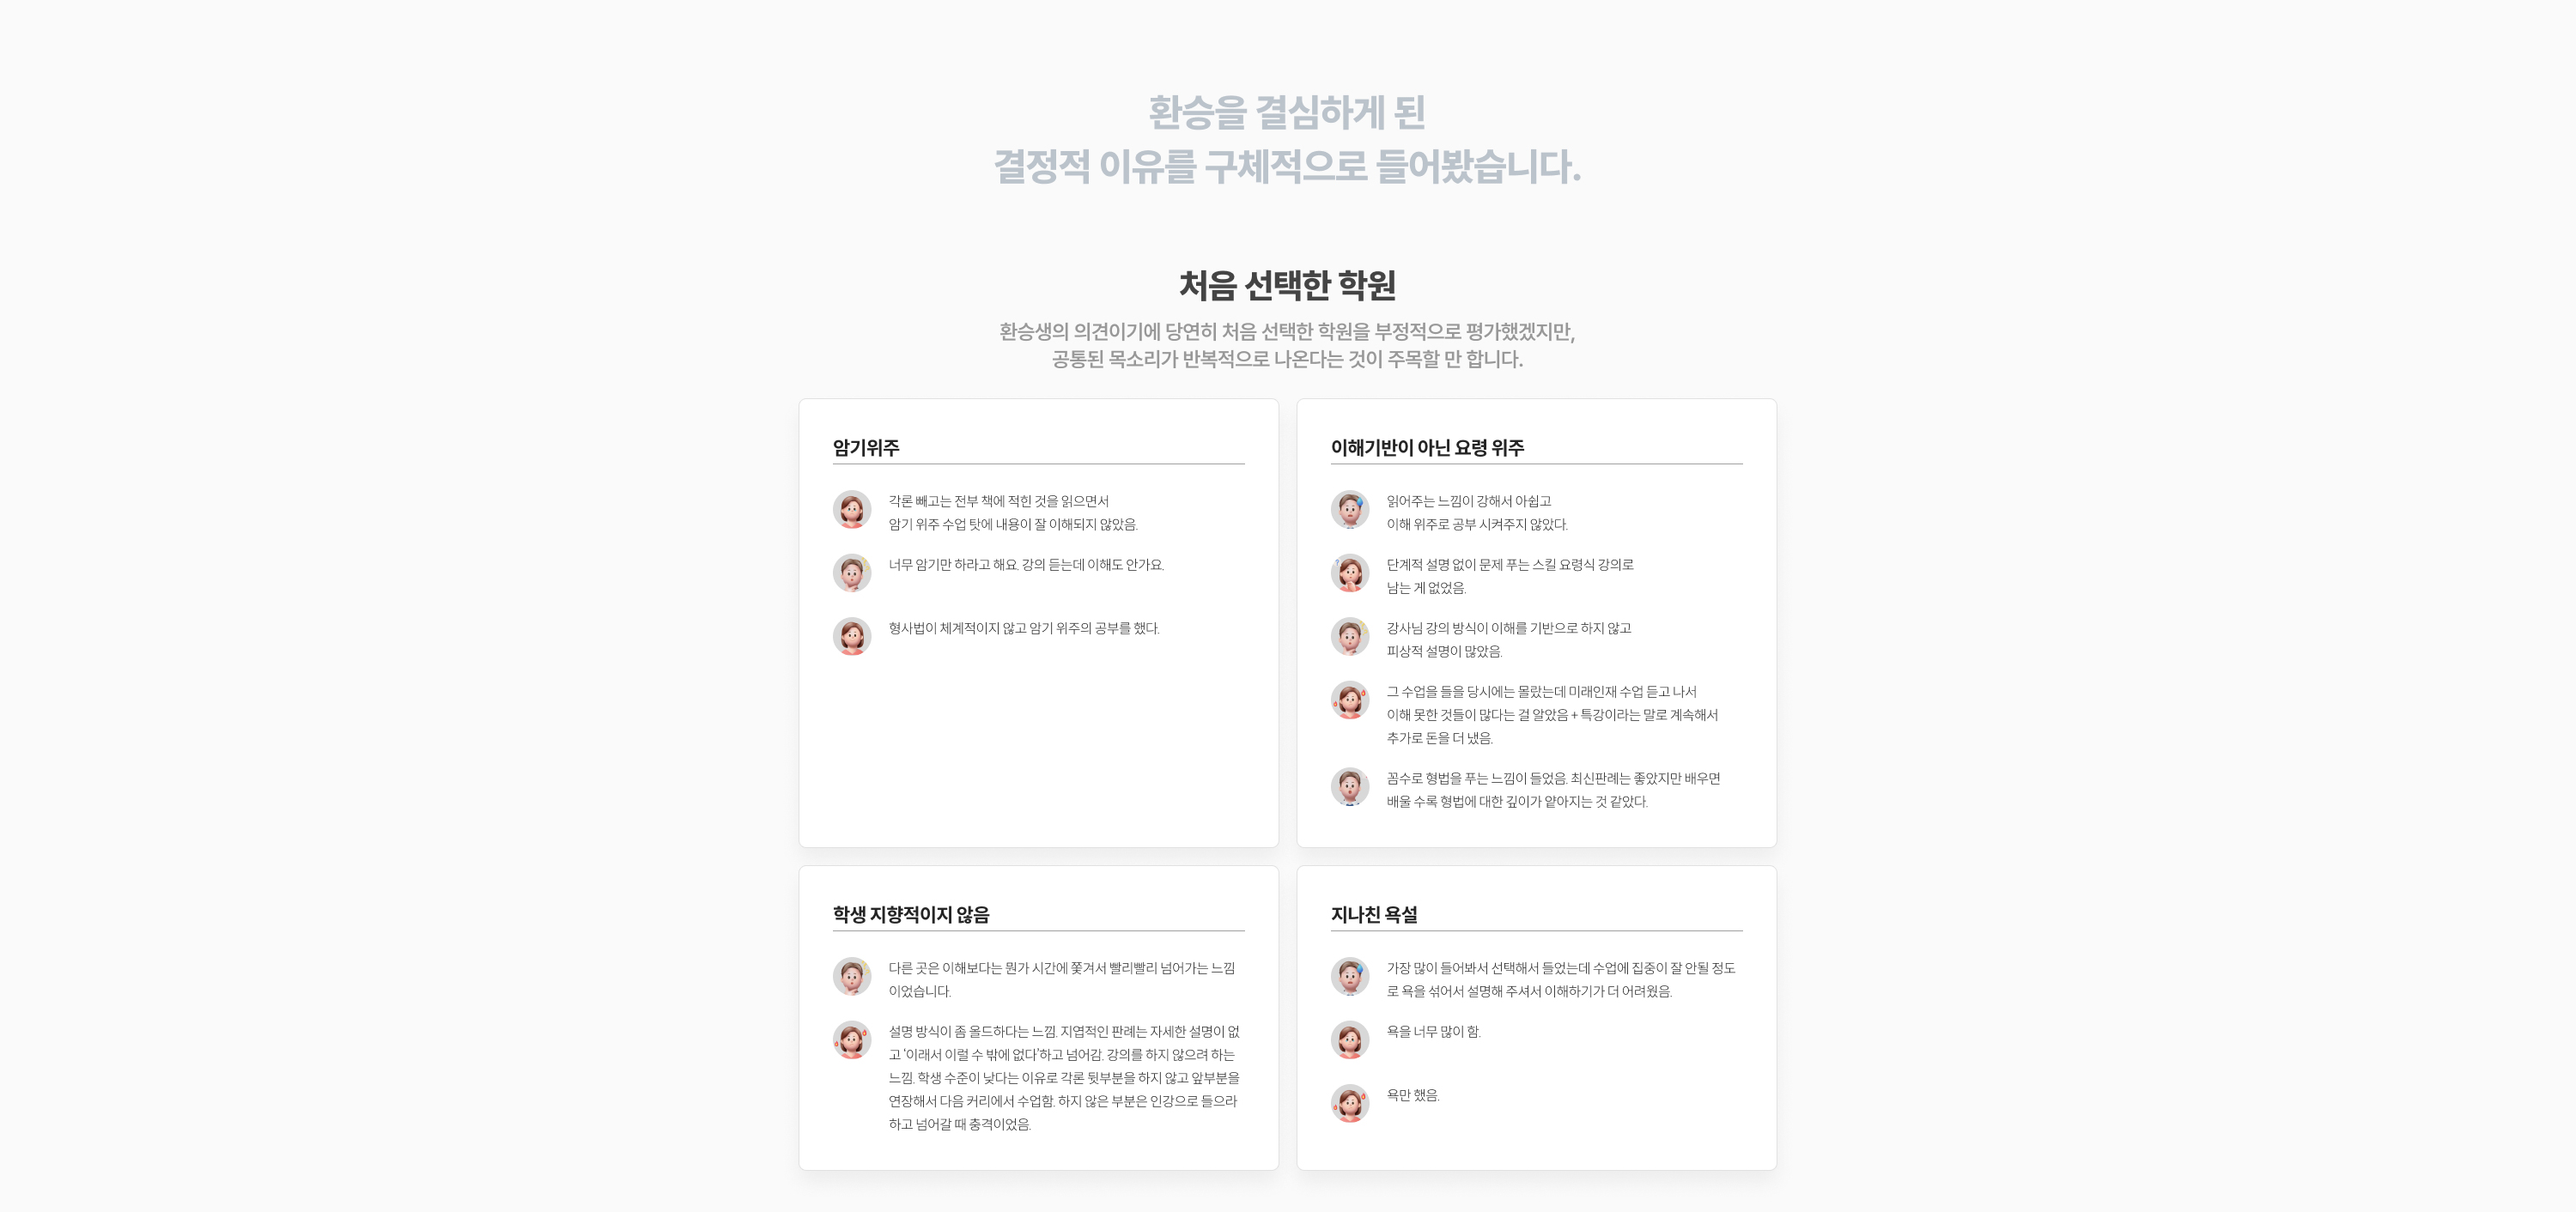 환승을 결심하게 된
결정적 이유를 구체적으로 들어봤습니다.
처음 선택한 학원
환승생의 의견이기에 당연히 처음 선택한 학원을 부정적으로 평가했겠지만,
공통된 목소리가 반복적으로 나온다는 것이 주목할 만 합니다.
암기위주
각론 빼고는 전부 책에 적힌 것을 읽으면서
암기 위주 수업 탓에 내용이 잘 이해되지 않았음.
너무 암기만 하라고 해요. 강의 듣는데 이해도 안가요.
형사법이 체계적이지 않고 암기 위주의 공부를 했다.
이해기반이 아닌 요령 위주
읽어주는 느낌이 강해서 아쉽고
이해 위주로 공부 시켜주지 않았다.
단계적 설명 없이 문제 푸는 스킬 요령식 강의로
남는 게 없었음.
강사님 강의 방식이 이해를 기반으로 하지 않고
피상적 설명이 많았음.
그 수업을 들을 당시에는 몰랐는데 미래인재 수업 듣고 나서
이해 못한 것들이 많다는 걸 알았음 + 특강이라는 말로 계속해서
추가로 돈을 더 냈음.
꼼수로 형법을 푸는 느낌이 들었음. 최신판례는 좋았지만 배우면
배울 수록 형법에 대한 깊이가 얕아지는 것 같았다.
학생 지향적이지 않음
다른 곳은 이해보다는 뭔가 시간에 쫓겨서 빨리빨리 넘어가는 느낌
이었습니다.
설명 방식이 좀 올드하다는 느낌. 지엽적인 판례는 자세한 설명이 없
고 '이래서 이럴 수 밖에 없다'하고 넘어감. 강의를 하지 않으려 하는
느낌. 학생 수준이 낮다는 이유로 각론 뒷부분을 하지 않고 앞부분을
연장해서 다음 커리에서 수업함. 하지 않은 부분은 인강으로 들으라
하고 넘어갈 때 충격이었음.
지나친 욕설
가장 많이 들어봐서 선택해서 들었는데 수업에 집중이 잘 안될 정도
로 욕을 섞어서 설명해 주셔서 이해하기가 더 어려웠음.
욕을 너무 많이 함.
욕만 했음.